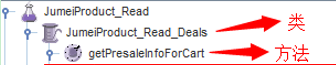 JumeiProduct_Read
JumeiProduct_Read_Deals 类
getPresaleInfoForCart 方法